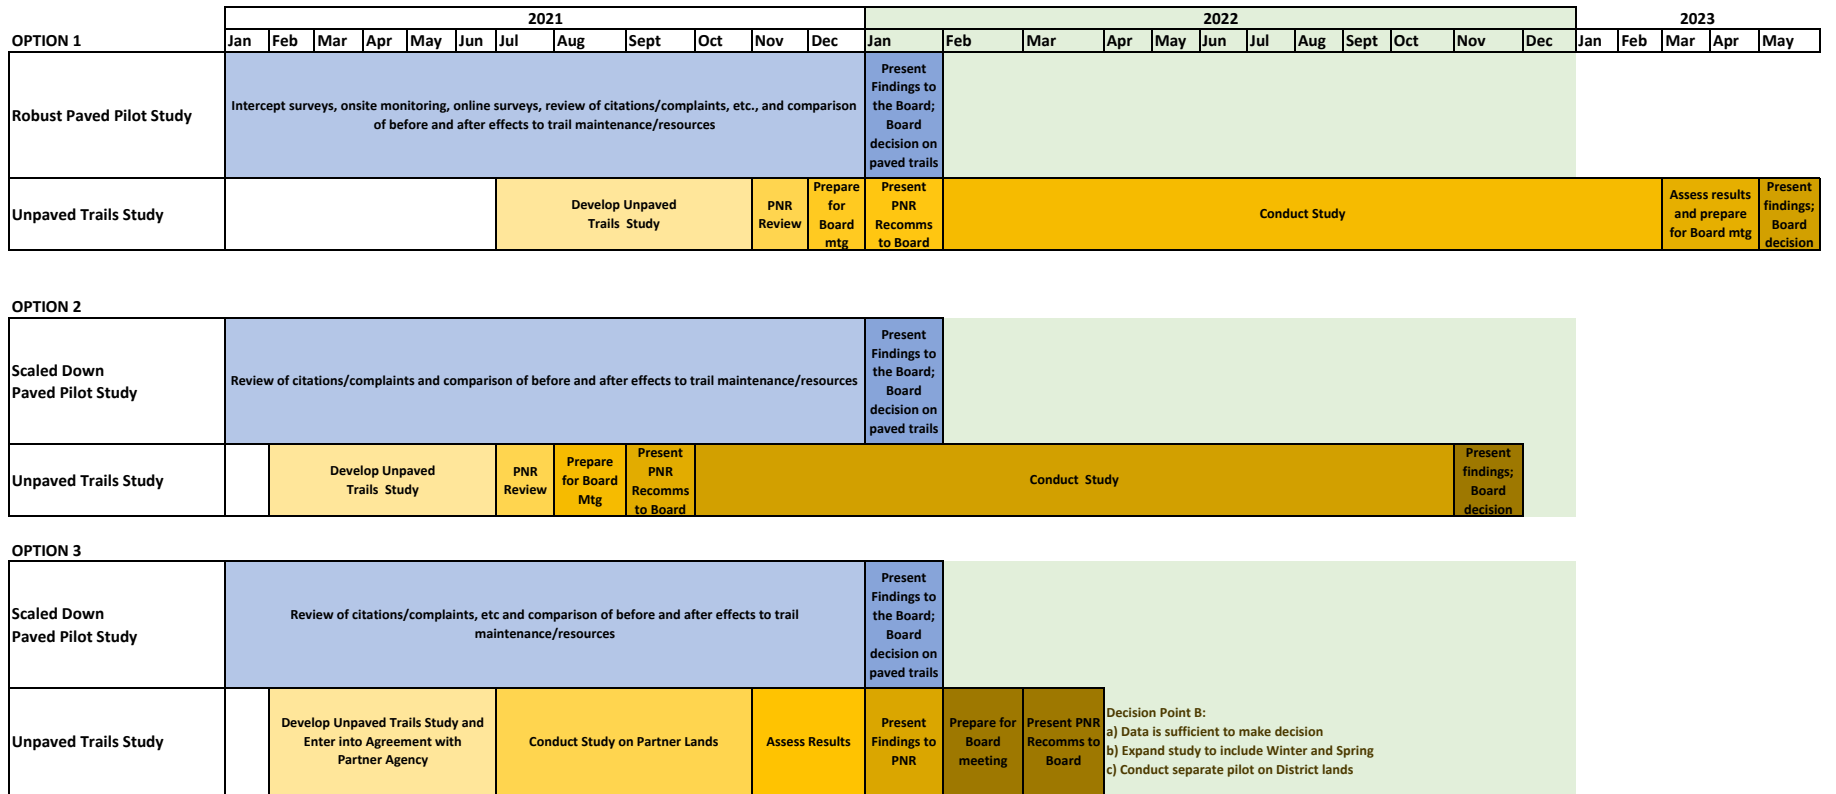 2021 2022 2023
OPTION 1 Jan Feb Mar Apr May Jun Jul Aug Sept Oct Nov Dec Jan Feb Mar Apr May Jun Jul Aug Sept Oct Nov Dec Jan Feb Mar Apr May
Robust Paved Pilot Study
Intercept surveys, onsite monitoring, online surveys, review of citations/complaints, etc., and comparison
of before and after effects to trail maintenance/resources
Present
Findings to
the Board;
Board
decision on
paved trails
Unpaved Trails Study
Develop Unpaved
Trails Study
PNR
Review
Prepare
for
Board
mtg
Present
PNR
Recomms
to Board
Conduct Study
Assess results
and prepare
for Board mtg
Present
findings;
Board
decision
OPTION 2
Scaled Down
Paved Pilot Study
Review of citations/complaints and comparison of before and after effects to trail maintenance/resources
Present
Findings to
the Board;
Board
decision on
paved trails
Unpaved Trails Study
Develop Unpaved
Trails Study
PNR
Review
Prepare
for Board
Mtg
Present
PNR
Recomms
to Board
Conduct Study
Present
findings;
Board
decision
OPTION 3
Scaled Down
Paved Pilot Study
Review of citations/complaints, etc and comparison of before and after effects to trail
maintenance/resources
Present
Findings to
the Board;
Board
decision on
paved trails
Unpaved Trails Study
Develop Unpaved Trails Study and
Enter into Agreement with
Partner Agency
Conduct Study on Partner Lands
Assess Results
Present
Findings to
PNR
Prepare for
Board
meeting
Present PNR
Recomms to
Board
Decision Point B:
a) Data is sufficient to make decision
b) Expand study to include Winter and Spring
c) Conduct separate pilot on District lands